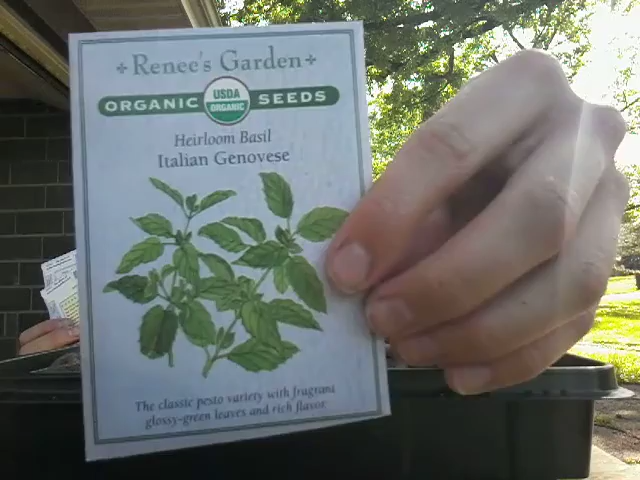 Renee's Garden
ORGANIC USDA ORGANIC SEEDS
Heirloom Basil
Italian Genovese
The classic pesto variety with fragrant
glossy-green leaves and rich flavor